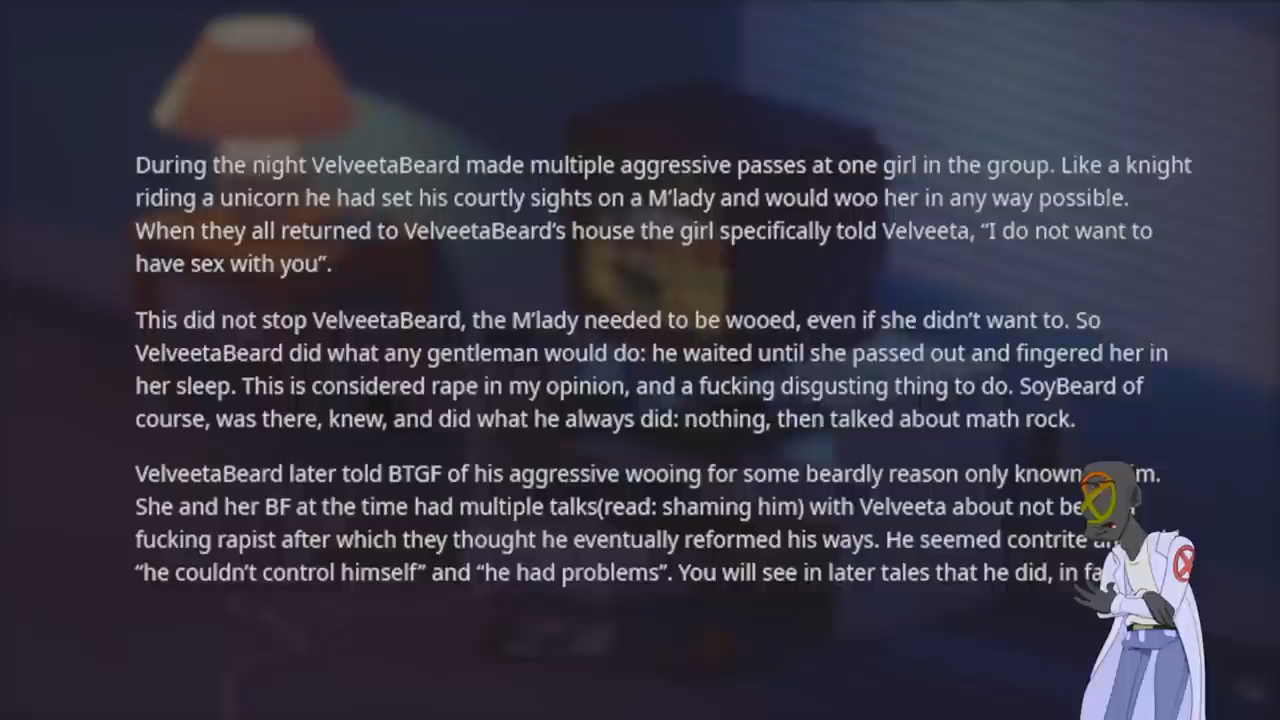 During the night VelveetaBeard made multiple aggressive passes at one girl in the group. Like a knight
riding a unicorn he had set his courtly sights on a M'lady and would woo her in any way possible.
When they all returned to VelveetaBeard's house the girl specifically told Velveeta, “I do not want to
have sex with you”.
This did not stop VelveetaBeard, the M'lady needed to be wooed, even if she didn't want to. So
VelveetaBeard did what any gentleman would do: he waited until she passed out and fingered her in
her sleep. This is considered rape in my opinion, and a fucking disgusting thing to do. SoyBeard of
course, was there, knew, and did what he always did: nothing, then talked about math rock.
VelveetaBeard later told BTGF of his aggressive wooing for some beardly reason only known
She and her BF at the time had multiple talks(read: shaming him) with Velveeta about not
fucking rapist after which they thought he eventually reformed his ways. He seemed contrite
“he couldn't control himself” and “he had problems”. You will see in later tales that he did, in